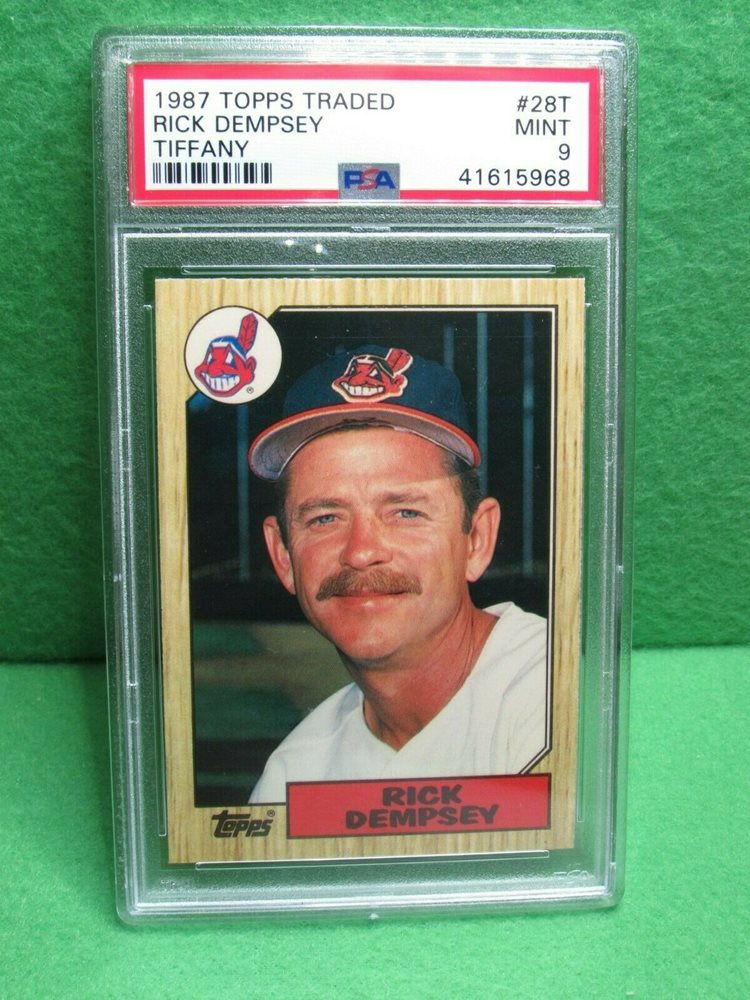 1987 TOPPS TRADED #28T
RICK DEMPSEY MINT
TIFFANY 9
PSA 41615968
®
topps®
RICK
DEMPSEY